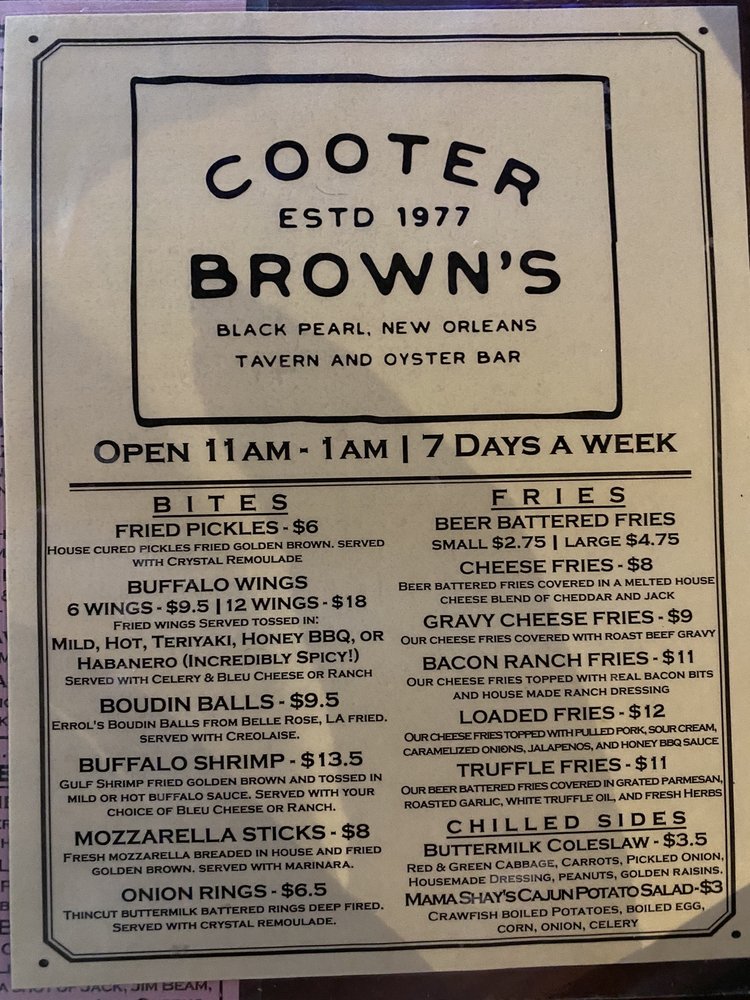 COOTER
ESTD 1977
BROWN'S
BLACK PEARL, NEW ORLEANS
TAVERN AND OYSTER BAR
OPEN 11AM - 1AM | 7 DAYS A WEEK
BITES
FRIED PICKLES - $6
HOUSE CURED PICKLES FRIED GOLDEN BROWN. SERVED
WITH CRYSTAL REMOULADE
BUFFALO WINGS
6 WINGS - $9.5 | 12 WINGS - $18
FRIED WINGS SERVED TOSSED IN:
MILD, HOT, TERIYAKI, HONEY BBQ, OR
HABANERO (INCREDIBLY SPICY!)
SERVED WITH CELERY & BLEU CHEESE OR RANCH
BOUDIN BALLS - $9.5
ERROL'S BOUDIN BALLS FROM BELLE ROSE, LA FRIED.
SERVED WITH CREOLAISE.
BUFFALO SHRIMP - $13.5
GULF SHRIMP FRIED GOLDEN BROWN AND TOSSED IN
MILD OR HOT BUFFALO SAUCE. SERVED WITH YOUR
CHOICE OF BLEU CHEESE OR RANCH.
MOZZARELLA STICKS - $8
FRESH MOZZARELLA BREADED IN HOUSE AND FRIED
GOLDEN BROWN. SERVED WITH MARINARA.
ONION RINGS - $6.5
THINCUT BUTTERMILK BATTERED RINGS DEEP FIRED.
SERVED WITH CRYSTAL REMOULADE.
FRIES
BEER BATTERED FRIES
SMALL $2.75 | LARGE $4.75
CHEESE FRIES - $8
BEER BATTERED FRIES COVERED IN A MELTED HOUSE
CHEESE BLEND OF CHEDDAR AND JACK
GRAVY CHEESE FRIES - $9
OUR CHEESE FRIES COVERED WITH ROAST BEEF GRAVY
BACON RANCH FRIES - $11
OUR CHEESE FRIES TOPPED WITH REAL BACON BITS
AND HOUSE MADE RANCH DRESSING
LOADED FRIES - $12
OUR CHEESE FRIES TOPPED WITH PULLED PORK, SOUR CREAM,
CARAMELIZED ONIONS, JALAPENOS, AND HONEY BBQ SAUCE
TRUFFLE FRIES - $11
OUR BEER BATTERED FRIES COVERED IN GRATED PARMESAN,
ROASTED GARLIC, WHITE TRUFFLE OIL, AND FRESH HERBS
CHILLED SIDES
BUTTERMILK COLESLAW - $3.5
RED & GREEN CABBAGE, CARROTS, PICKLED ONION,
HOUSEMADE DRESSING, PEANUTS, GOLDEN RAISINS.
MAMA SHAY'S CAJUN POTATO SALAD - $3
CRAWFISH BOILED POTATOES, BOILED EGG,
CORN, ONION, CELERY
A SHOT OF JACK, JIM BEAM,